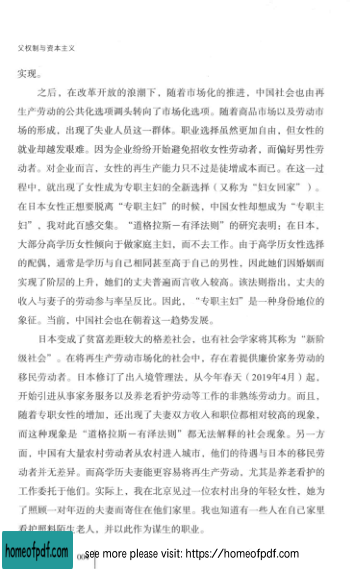 父权制与资本主义
实现。
之后，在改革开放的浪潮下，随着市场化的推进，中国社会也由再
生产劳动的公共化选项调头转向了市场化选项。随着商品市场以及劳动市
场的形成，出现了失业人员这一群体。职业选择虽然更加自由，但女性的
就业却越发艰难。因为企业纷纷开始避免招收女性劳动者，而偏好男性劳
动者。对企业而言，女性的再生产能力只不过是徒增成本而已。在这一过
程中，就出现了女性成为专职主妇的全新选择（又称为“妇女回家”）。
在日本女性正想要脱离“专职主妇”的时候，中国女性却想成为“专职主
妇”，我对此百感交集。“道格拉斯－有泽法则”的研究表明：在日本，
大部分高学历女性倾向于做家庭主妇，而不去工作。由于高学历女性选择
的配偶，通常是学历与自己相同甚至高于自己的男性，因此她们因婚姻而
实现了阶层的上升，她们的丈夫普遍而言收入较高。该法则指出，丈夫的
收入与妻子的劳动参与率呈反比。因此，“专职主妇”是一种身份地位的
象征。当前，中国社会也在朝着这一趋势发展。
日本变成了贫富差距较大的格差社会，也有社会学家将其称为“新阶
级社会”。在将再生产劳动市场化的社会中，存在着提供廉价家务劳动的
移民劳动者。日本修订了出入境管理法，从今年春天（2019年4月）起，
开始引进从事家务服务以及养老看护劳动等工作的非熟练劳动力。而且，
随着专职女性的增加，还出现了夫妻双方收入和职位都相对较高的现象，
而这种现象是“道格拉斯－有泽法则”都无法解释的社会现象。另一方
面，中国有大量农村劳动者从农村进入城市，他们的待遇与日本的移民劳
动者并无差异。而高学历夫妻能更容易将再生产劳动，尤其是养老看护的
工作委托于他们。实际上，我在北京见过一位农村出身的年轻女性，她为
了照顾一对年迈的夫妻而寄住在他们家里。我也知道有一些人在自己家里
看护照料陌生老人，并以此作为谋生的职业。
homeofpdf.com
see more please visit: https://homeofpdf.com